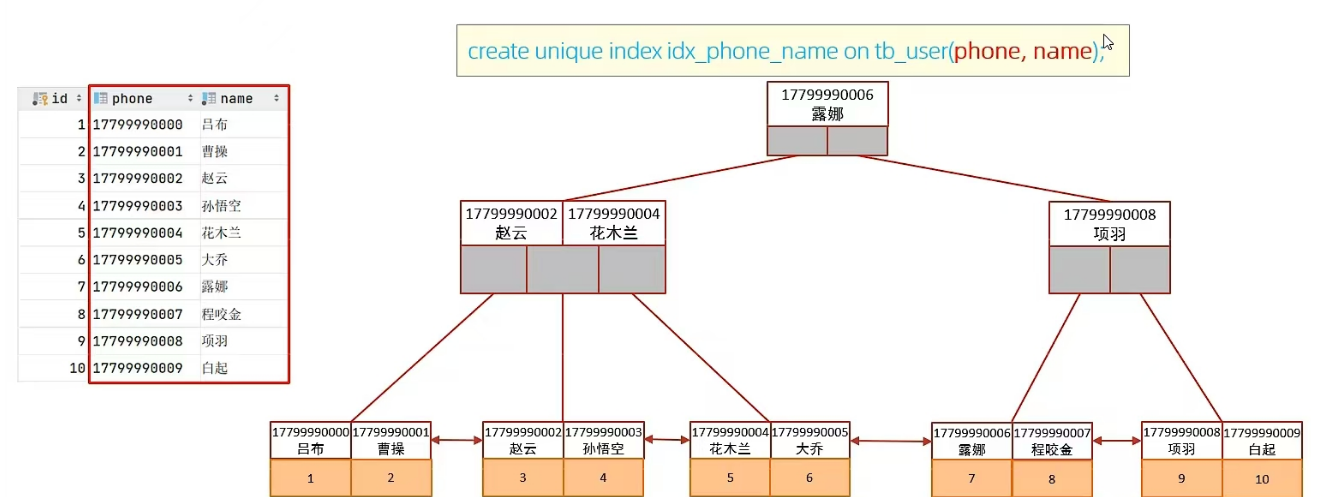 create unique index idx_phone_name on tb_user(phone, name);
id phone name
1 17799990000 吕布
2 17799990001 曹操
3 17799990002 赵云
4 17799990003 孙悟空
5 17799990004 花木兰
6 17799990005 大乔
7 17799990006 露娜
8 17799990007 程咬金
9 17799990008 项羽
10 17799990009 白起
17799990006
露娜
17799990002 17799990004
赵云 花木兰
17799990008
项羽
17799990000 17799990001
吕布 曹操
1 2
17799990002 17799990003
赵云 孙悟空
3 4
17799990004 17799990005
花木兰 大乔
5 6
17799990006 17799990007
露娜 程咬金
7 8
17799990008 17799990009
项羽 白起
9 10